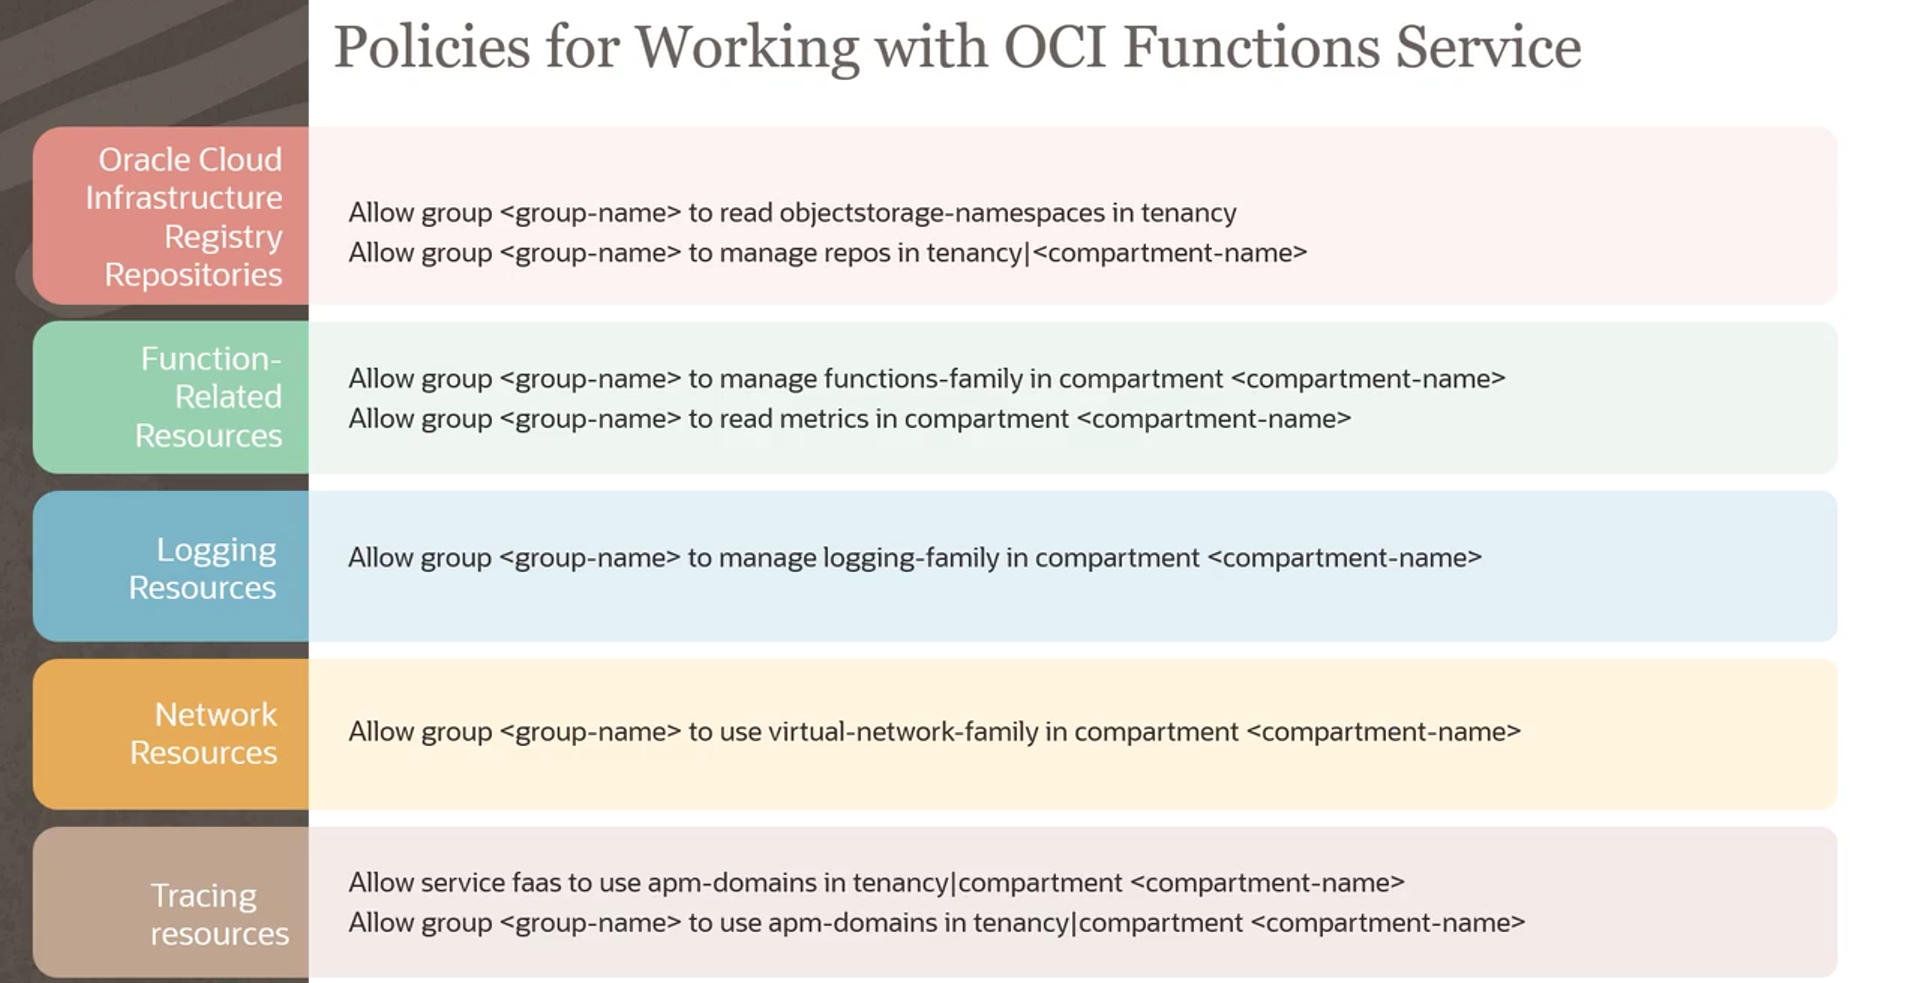 Policies for Working with OCI Functions Service
Oracle Cloud
Infrastructure
Registry
Repositories
Allow group <group-name> to read objectstorage-namespaces in tenancy
Allow group <group-name> to manage repos in tenancy|<compartment-name>
Function-
Related
Resources
Allow group <group-name> to manage functions-family in compartment <compartment-name>
Allow group <group-name> to read metrics in compartment <compartment-name>
Logging
Resources
Allow group <group-name> to manage logging-family in compartment <compartment-name>
Network
Resources
Allow group <group-name> to use virtual-network-family in compartment <compartment-name>
Tracing
resources
Allow service faas to use apm-domains in tenancy|compartment <compartment-name>
Allow group <group-name> to use apm-domains in tenancy|compartment <compartment-name>